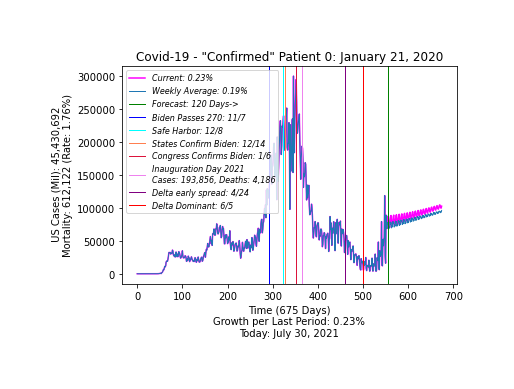 Covid-19 - "Confirmed" Patient 0: January 21, 2020
US Cases (Mil): 45,430,692
Mortality: 612,122 (Rate: 1.76%)
300000
250000
200000
150000
100000
50000
0
Current: 0.23%
Weekly Average: 0.19%
Forecast: 120 Days->
Biden Passes 270: 11/7
Safe Harbor: 12/8
States Confirm Biden: 12/14
Congress Confirms Biden: 1/6
Inauguration Day 2021
Cases: 193,856, Deaths: 4,186
Delta early spread: 4/24
Delta Dominant: 6/5
0 100 200 300 400 500 600 700
Time (675 Days)
Growth per Last Period: 0.23%
Today: July 30, 2021